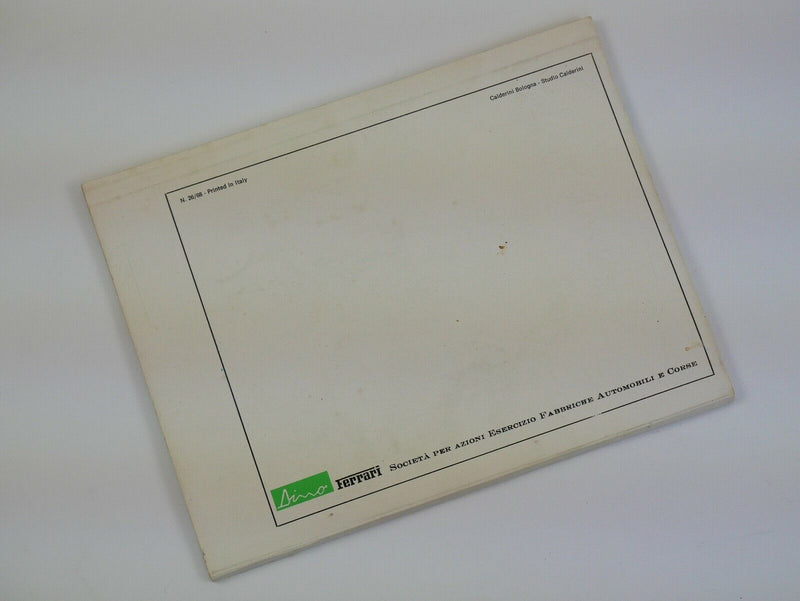 N. 26/68 - Printed in Italy
Calderini Bologna - Studio Calderini
Dino Ferrari Società per azioni Esercizio Fabbriche Automobili e Corse